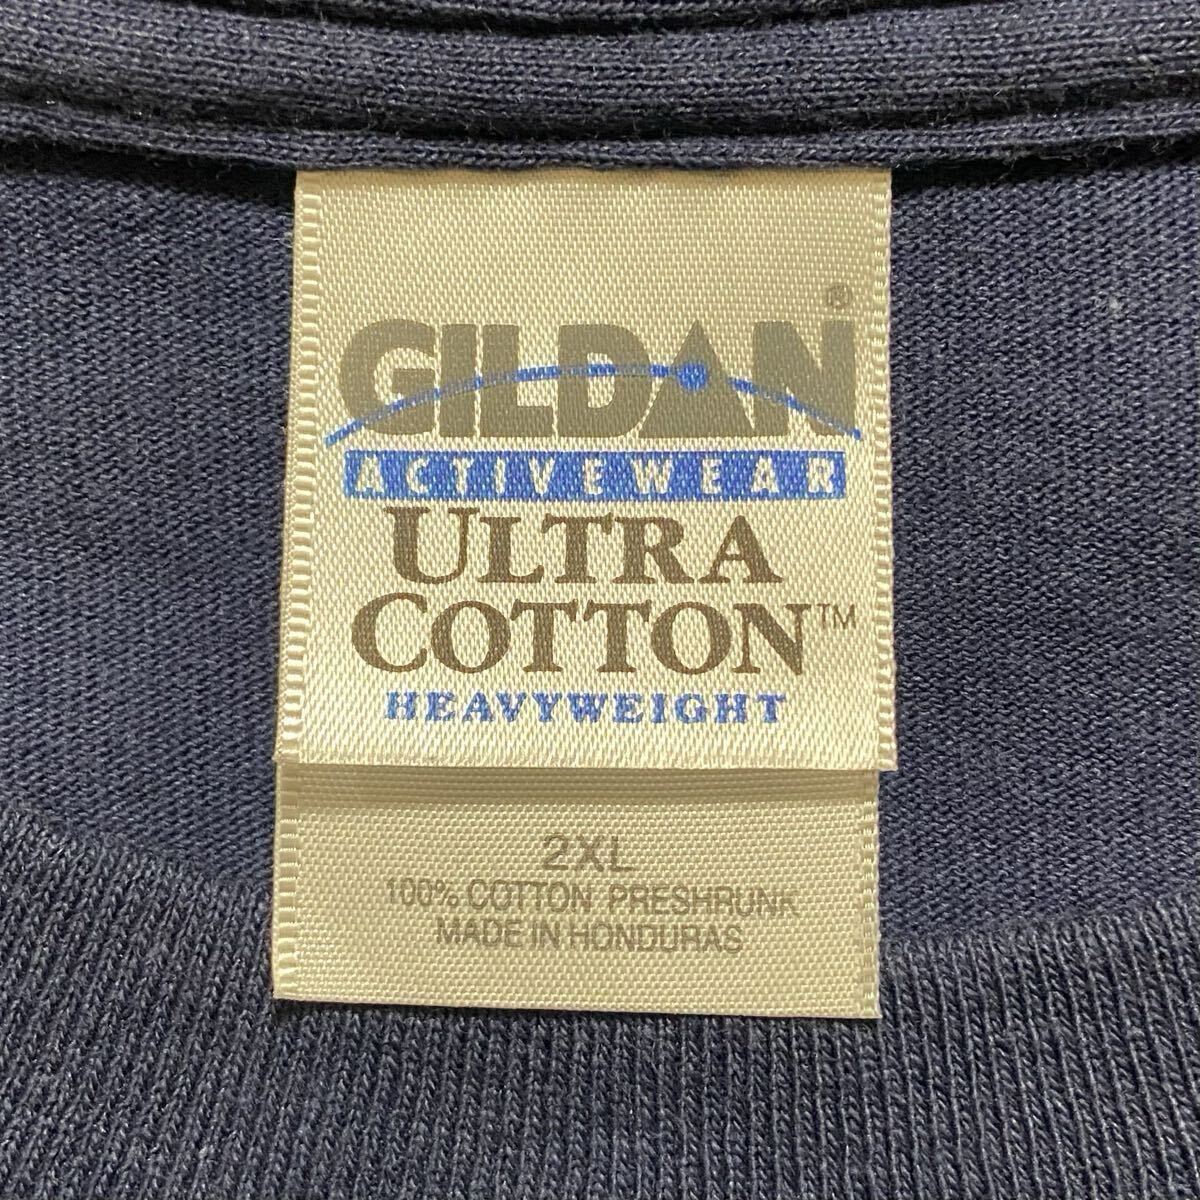 GILDAN®
ACTIVEWEAR
ULTRA
COTTON™
HEAVYWEIGHT
2XL
100% COTTON PRESHRUNK
MADE IN HONDURAS